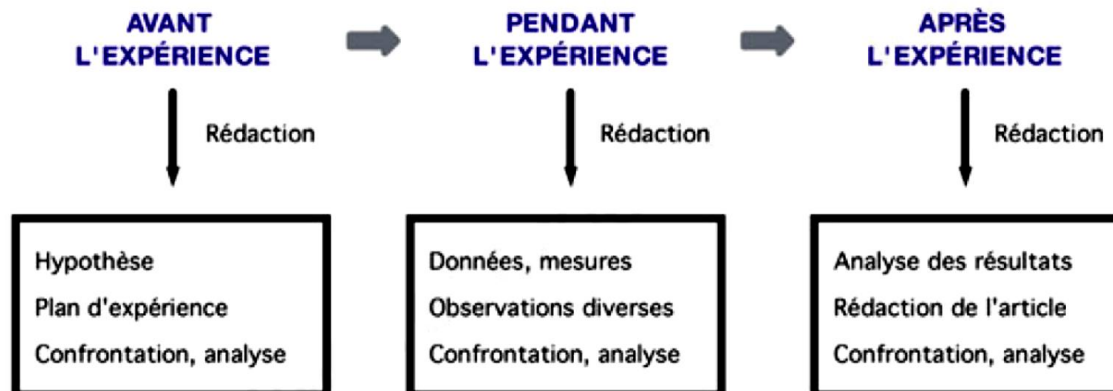 AVANT
L'EXPÉRIENCE
PENDANT
L'EXPÉRIENCE
APRÈS
L'EXPÉRIENCE
Rédaction
Rédaction
Rédaction
Hypothèse
Plan d'expérience
Confrontation, analyse
Données, mesures
Observations diverses
Confrontation, analyse
Analyse des résultats
Rédaction de l'article
Confrontation, analyse